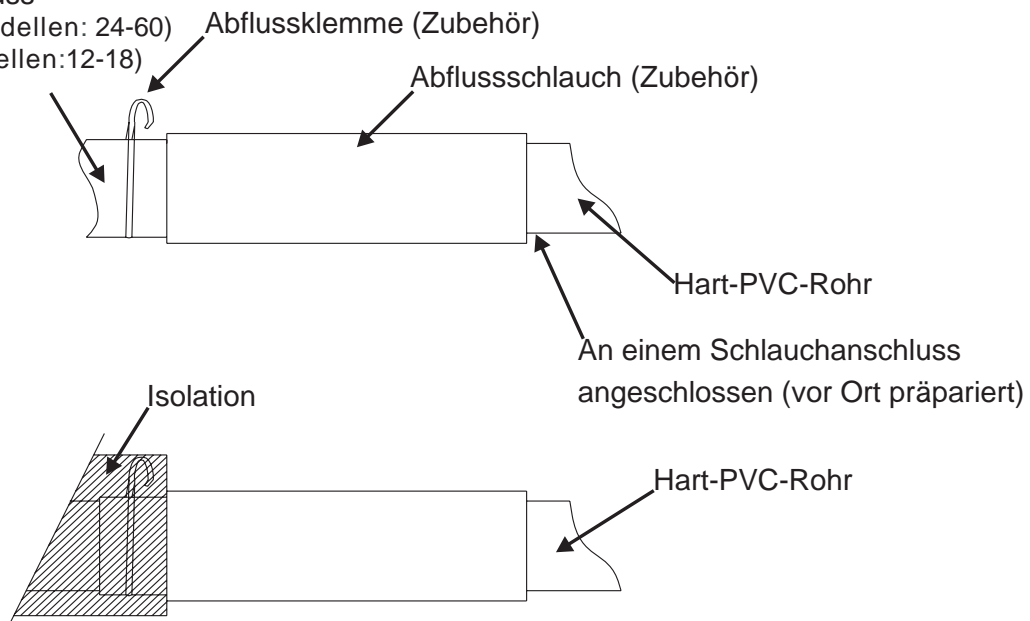 dellen: 24-60)
ellen:12-18)
Abflussklemme (Zubehör)
Abflussschlauch (Zubehör)
Hart-PVC-Rohr
An einem Schlauchanschluss
angeschlossen (vor Ort präpariert)
Isolation
Hart-PVC-Rohr